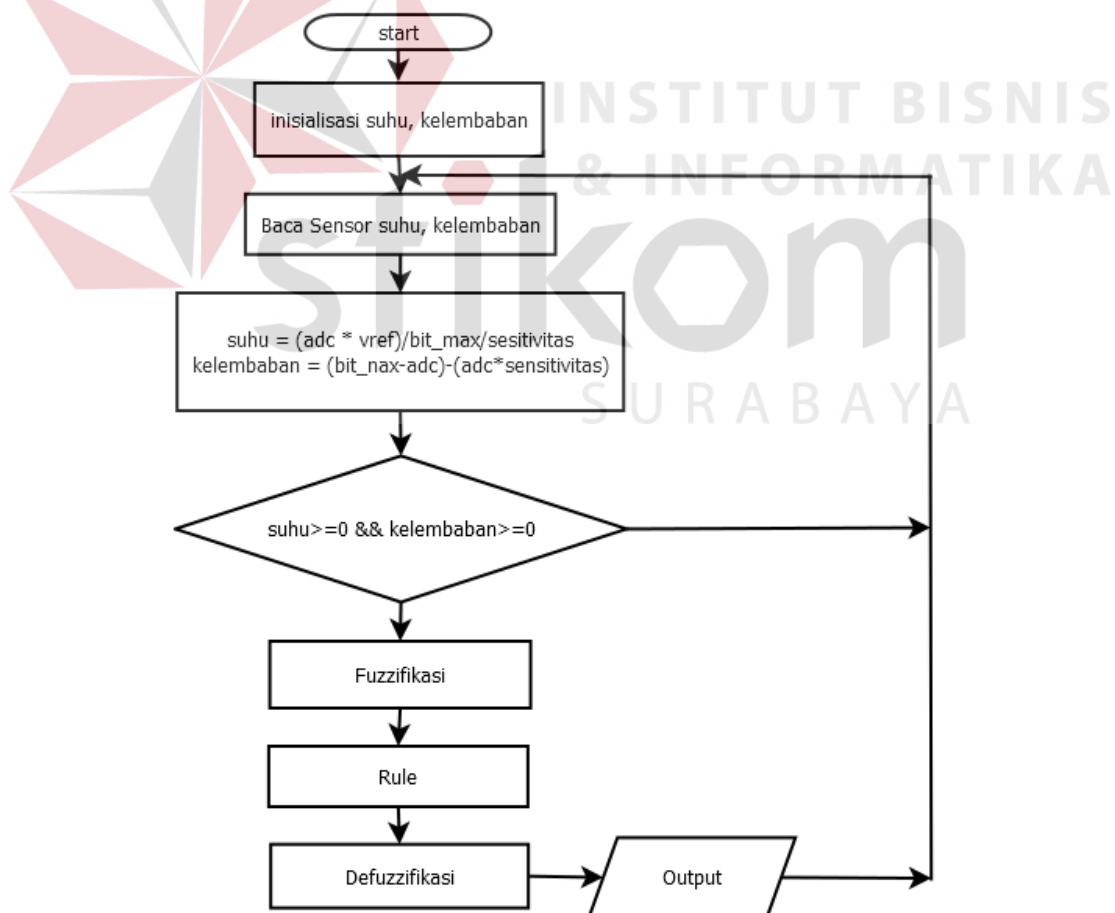 start
INSTITUT BISNIS
inisialisasi suhu, kelembaban
& INFORMATIKA
Baca Sensor suhu, kelembaban
stikom
suhu = (adc * vref)/bit_max/sesitivitas
kelembaban = (bit_nax-adc)-(adc*sensitivitas)
SURABAYA
suhu>=0 && kelembaban>=0
Fuzzifikasi
Rule
Defuzzifikasi
Output